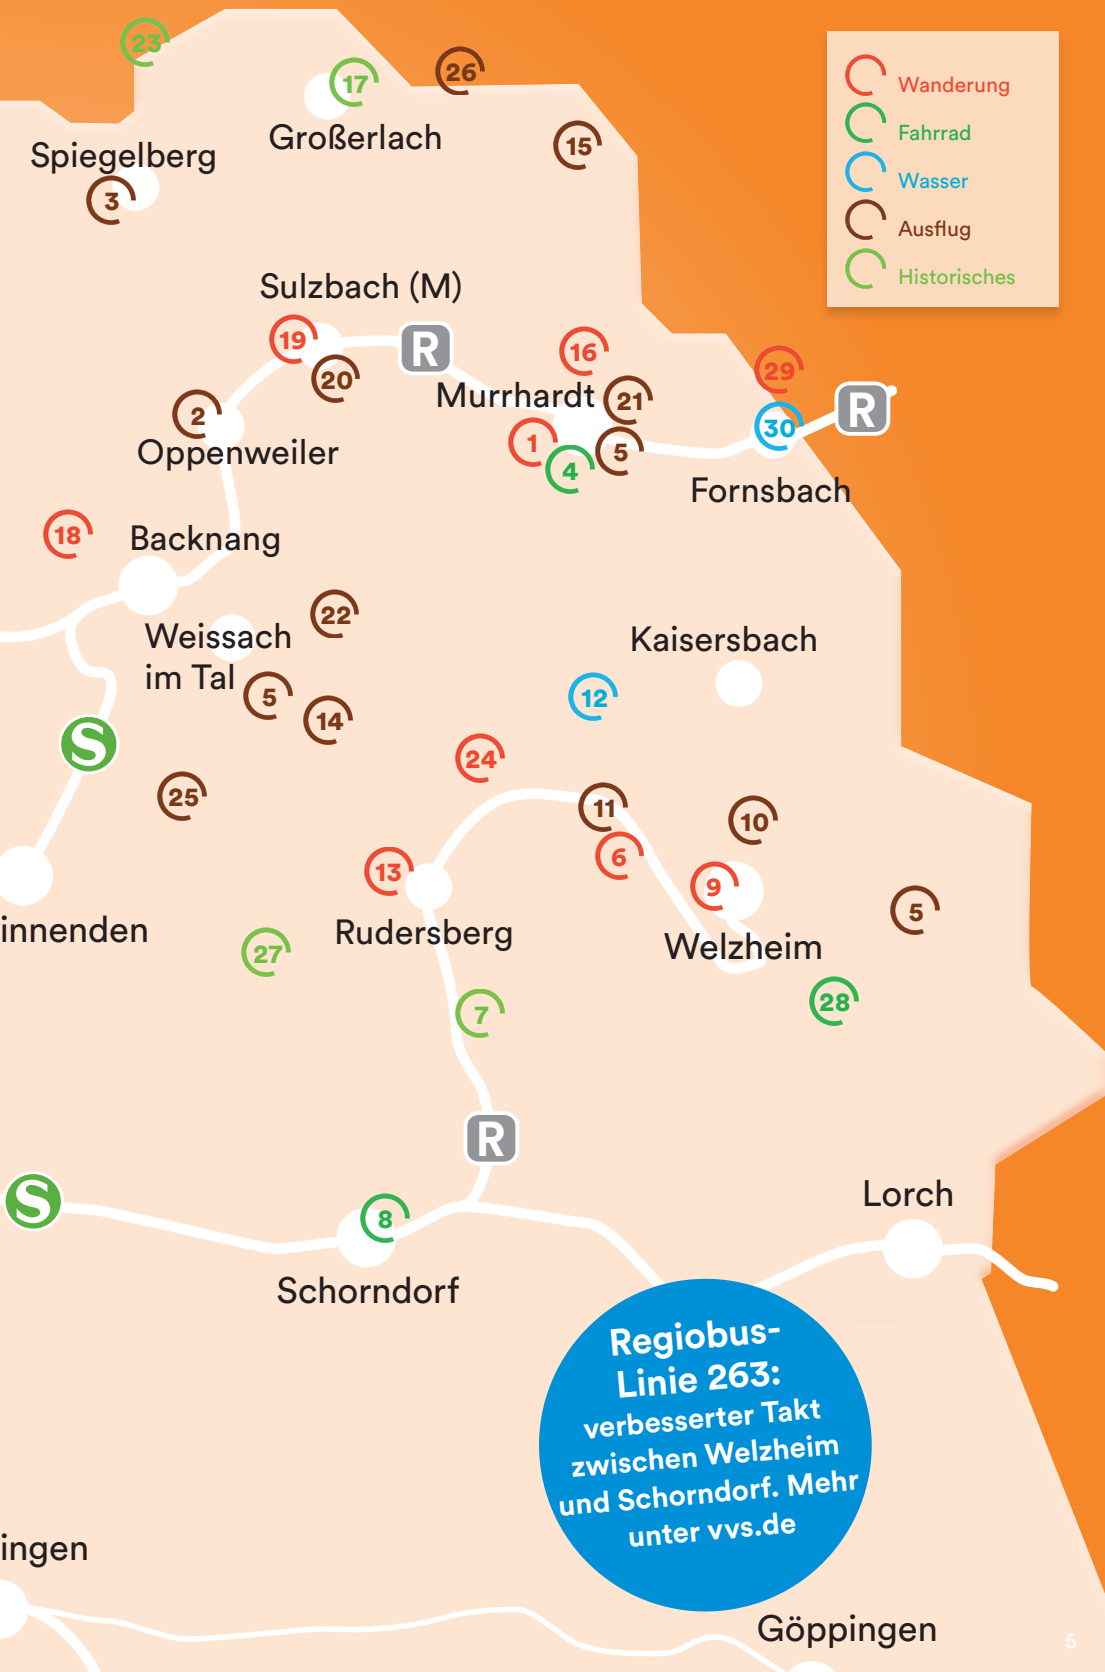 23
17
26
Großerlach
15
Spiegelberg
3
Wanderung
Fahrrad
Wasser
Ausflug
Historisches
Sulzbach (M)
19
R
20
16
29
Murrhardt
21
2
R
30
1
5
4
Oppenweiler
Fornsbach
18
Backnang
22
Weissach
im Tal
Kaisersbach
5
14
12
S
24
25
11
10
6
13
9
5
innenden
Rudersberg
Welzheim
27
28
7
R
S
8
Lorch
Schorndorf
Regiobus-
Linie 263:
verbesserter Takt
zwischen Welzheim
und Schorndorf. Mehr
unter vvs.de
ingen
Göppingen
5